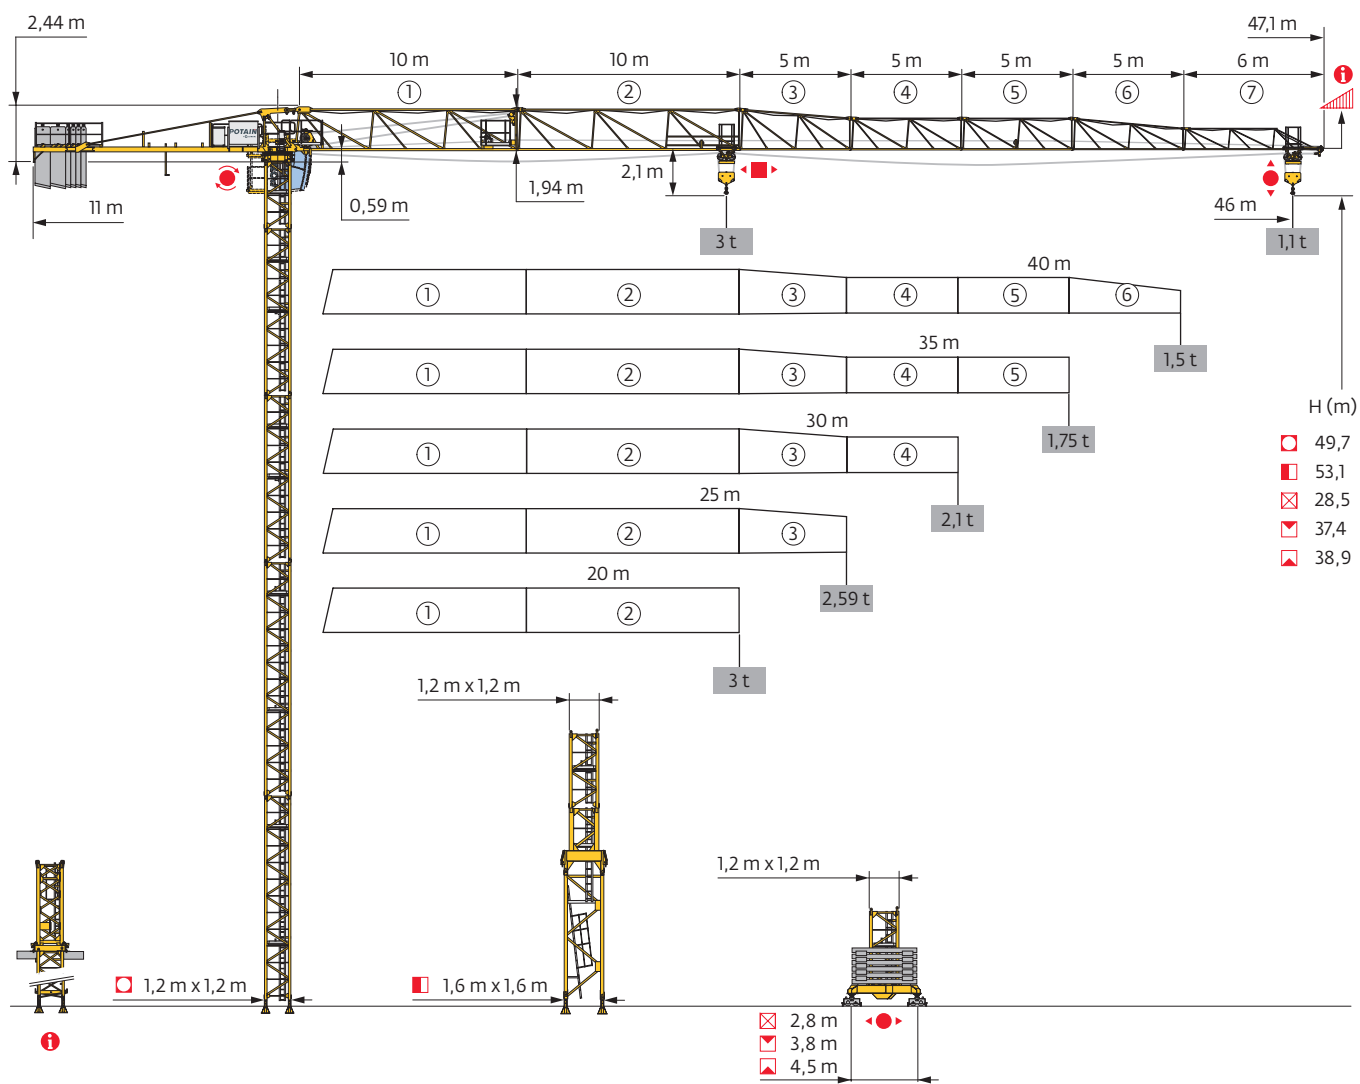 2,44 m
47,1 m
10 m
10 m
5 m
5 m
5 m
5 m
6 m
1
2
3
4
5
6
7
i
POTAIN
2,1 m
1,94 m
11 m
0,59 m
46 m
3 t
1,1 t
40 m
1
2
3
4
5
6
1,5 t
35 m
1
2
3
4
5
1,75 t
H (m)
30 m
49,7
1
2
3
4
53,1
28,5
2,1 t
25 m
37,4
1
2
3
38,9
20 m
2,59 t
1
2
3 t
1,2 m x 1,2 m
1,2 m x 1,2 m
1,2 m x 1,2 m
1,6 m x 1,6 m
2,8 m
i
3,8 m
4,5 m